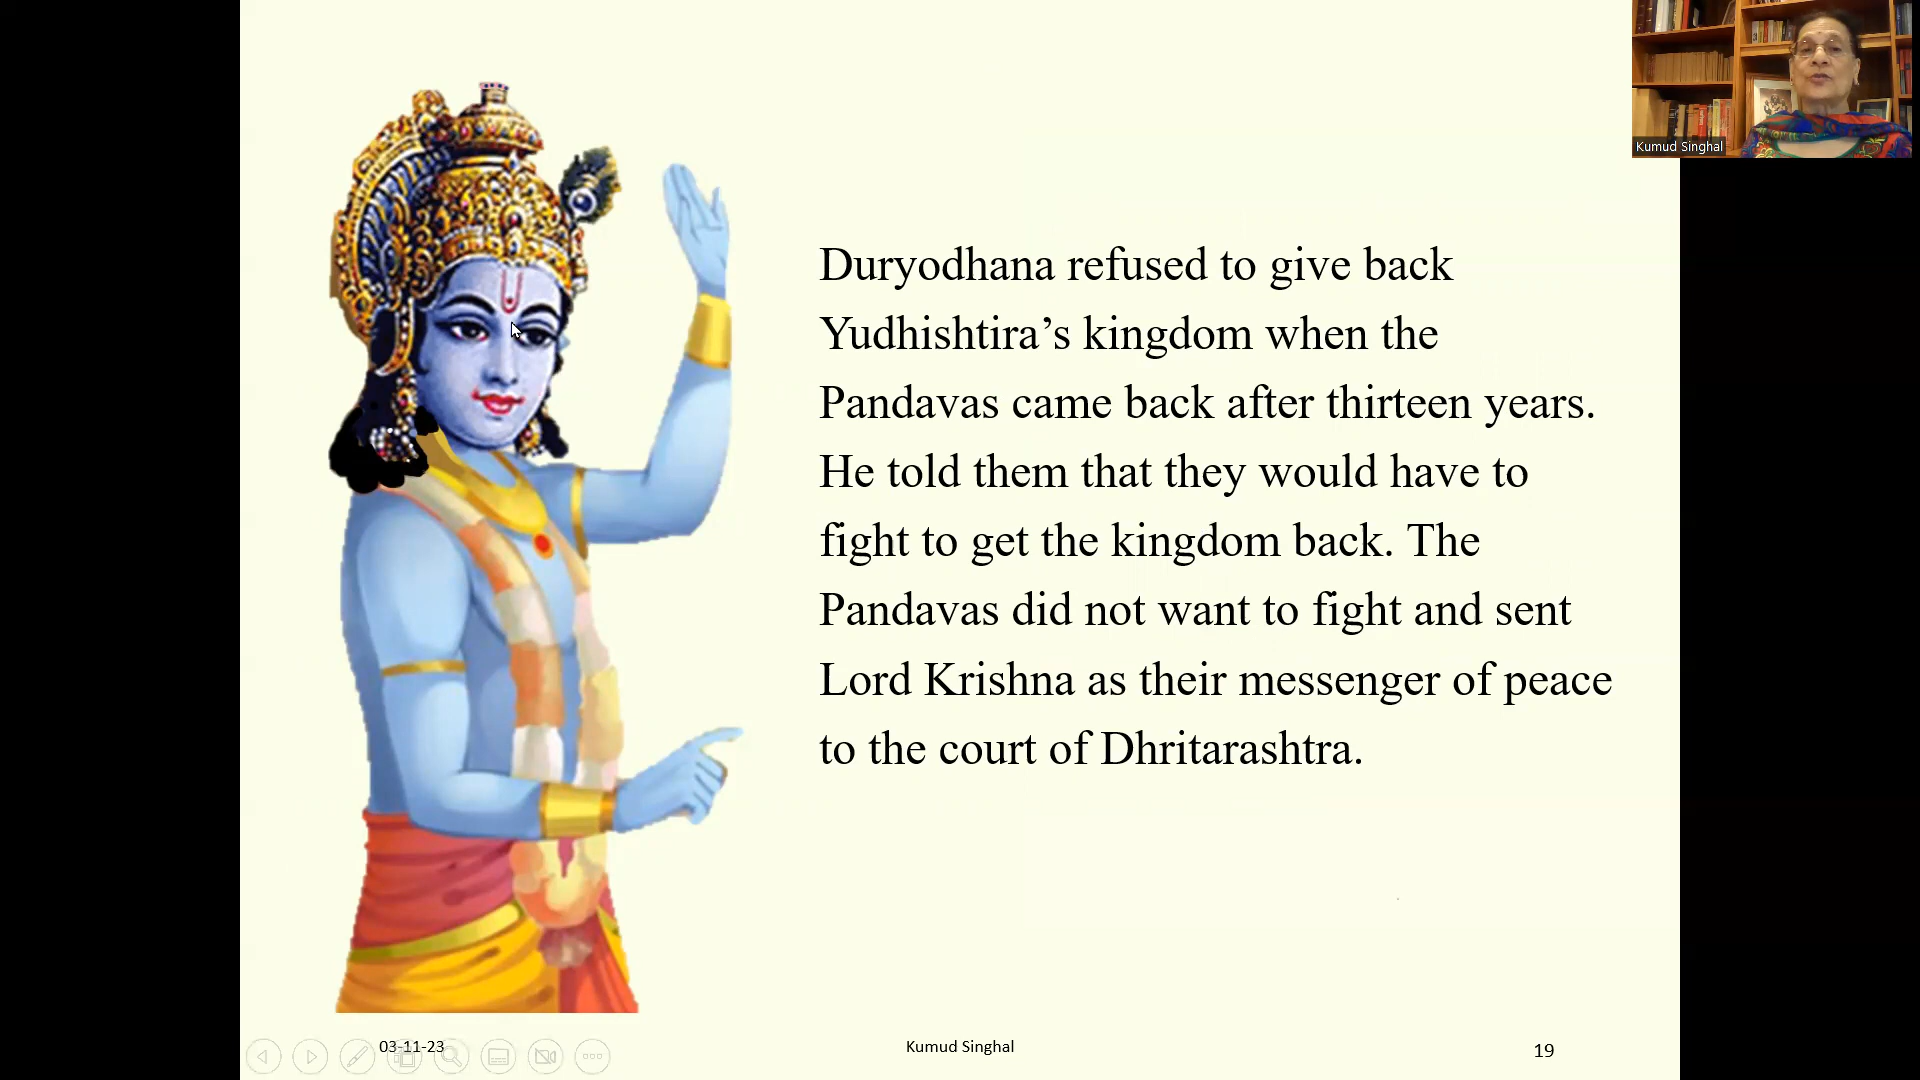 Kumud Singhal
Duryodhana refused to give back
Yudhishtira’s kingdom when the
Pandavas came back after thirteen years.
He told them that they would have to
fight to get the kingdom back. The
Pandavas did not want to fight and sent
Lord Krishna as their messenger of peace
to the court of Dhritarashtra.
03-11-23
Kumud Singhal
19